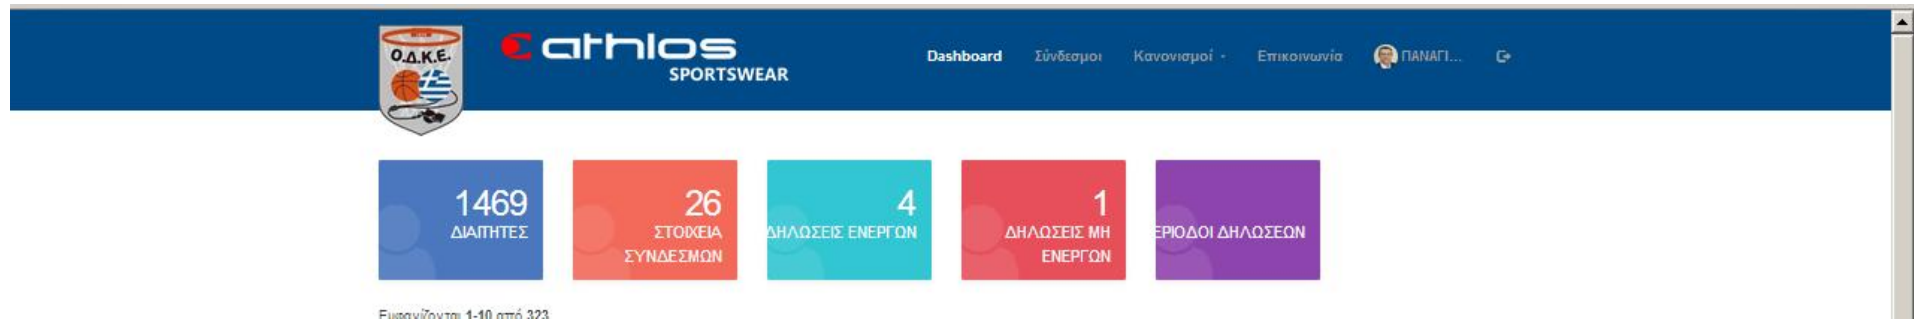 Ο.Δ.Κ.Ε.
athlos
SPORTSWEAR
Dashboard Σύνδεσμοι Κανονισμοί Επικοινωνία ΠΑΝΑΓΙ...
1469
ΔΙΑΙΤΗΤΕΣ
26
ΣΤΟΙΧΕΙΑ
ΣΥΝΔΕΣΜΩΝ
4
ΔΗΛΩΣΕΙΣ ΕΝΕΡΓΩΝ
1
ΔΗΛΩΣΕΙΣ ΜΗ
ΕΝΕΡΓΩΝ
ΕΡΙΟΔΟΙ ΔΗΛΩΣΕΩΝ
Εμφανίζονται 1-10 από 323